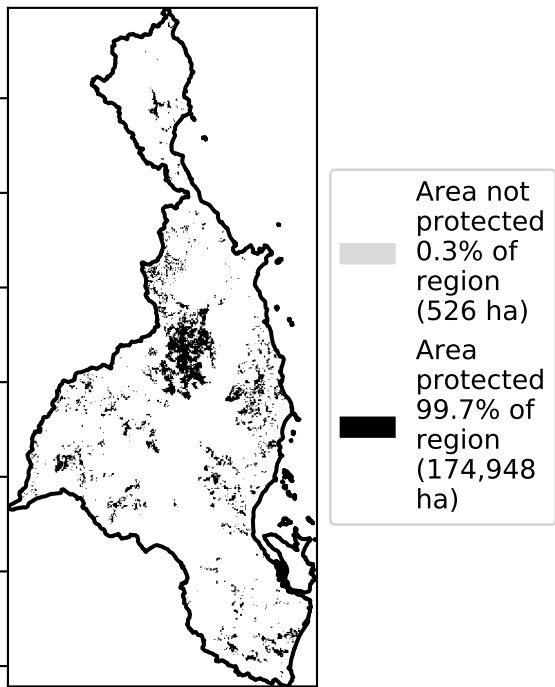 Area not
protected
0.3% of
region
(526 ha)
Area
protected
99.7% of
region
(174,948
ha)